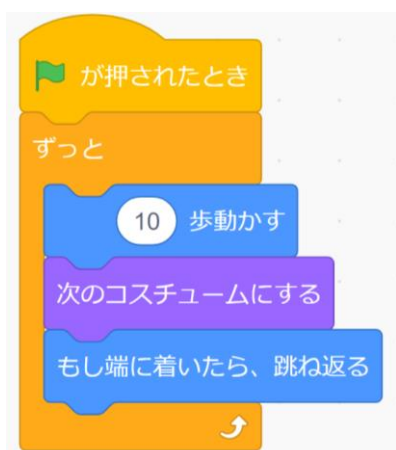 が押されたとき
ずっと
10 歩動かす
次のコスチュームにする
もし端に着いたら、跳ね返る